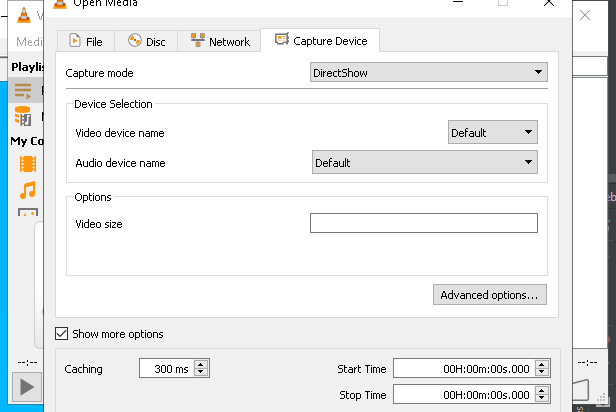 Open Media
V
Medi
File
Disc
Network
Capture Device
Playlis
Capture mode
DirectShow
Device Selection
Video device name
Default
My Co
Audio device name
Default
Options
Video size
Advanced options...
Show more options
--:--
--:--
Caching
300 ms
Start Time
00H:00m:00s.000
Stop Time
00H:00m:00s.000